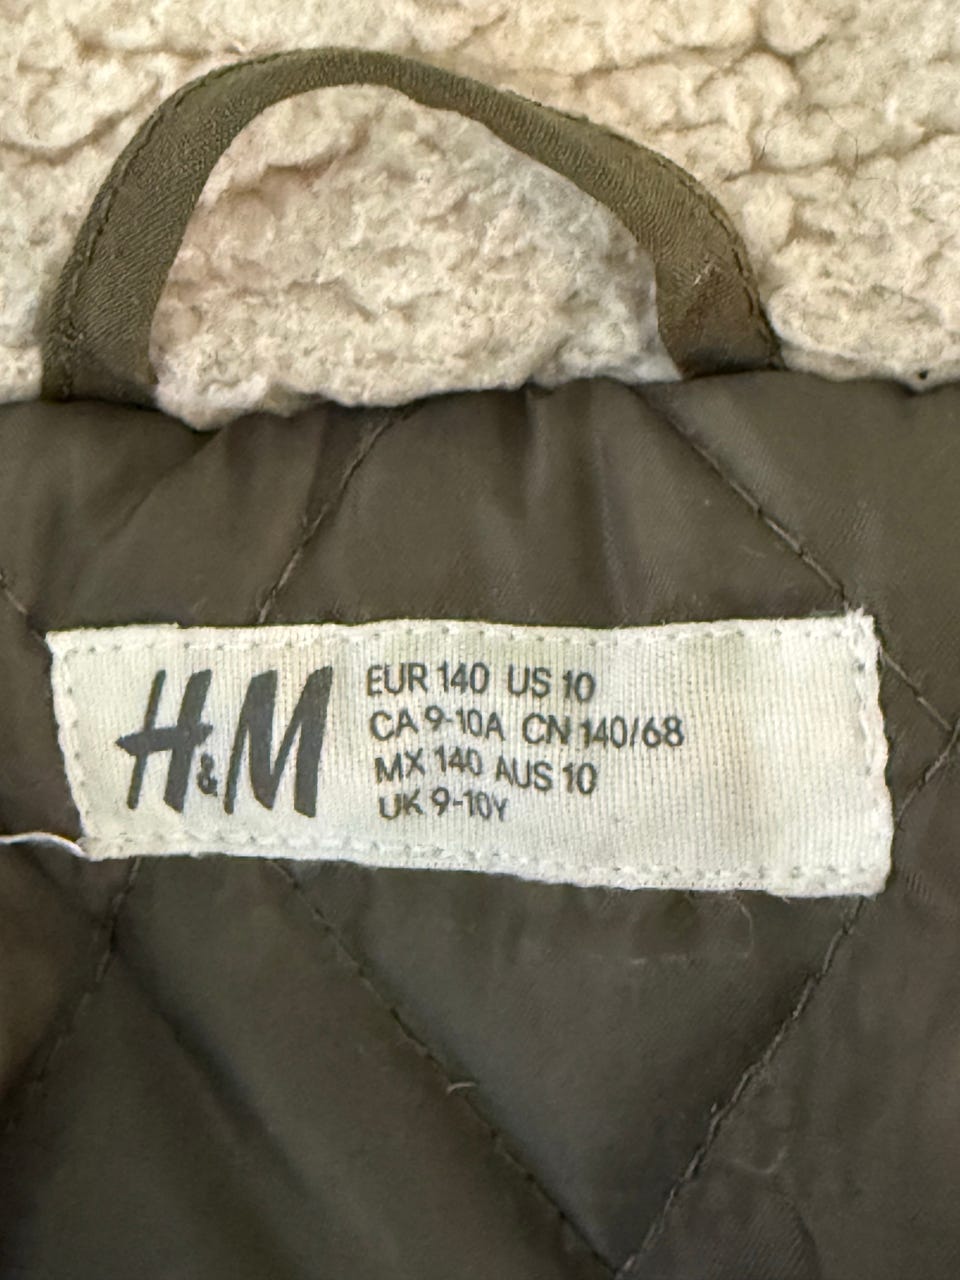 H&M
EUR 140 US 10
CA 9-10A CN 140/68
MX 140 AUS 10
UK 9-10Y